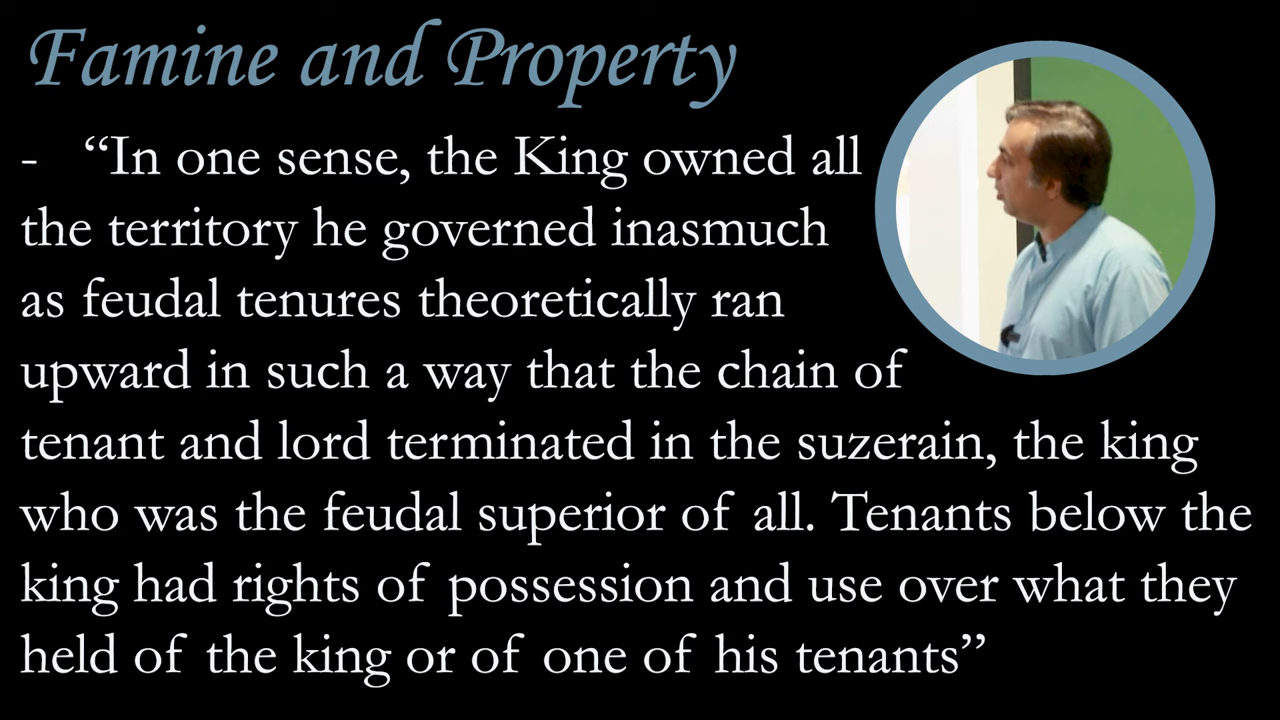 Famine and Property
- “In one sense, the King owned all
the territory he governed inasmuch
as feudal tenures theoretically ran
upward in such a way that the chain of
tenant and lord terminated in the suzerain, the king
who was the feudal superior of all. Tenants below the
king had rights of possession and use over what they
held of the king or of one of his tenants”